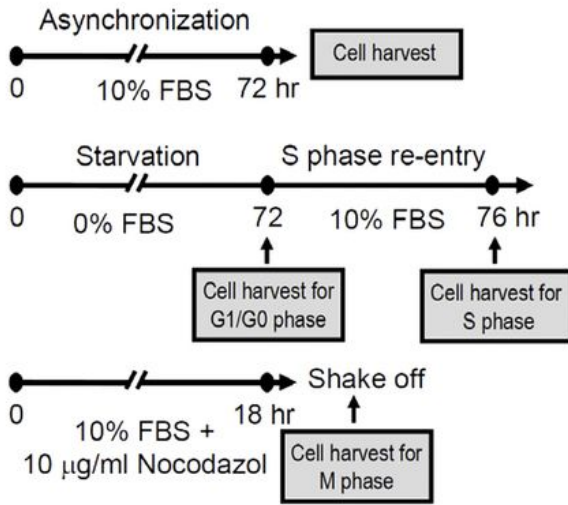 Asynchronization
Cell harvest
0 10% FBS 72 hr
Starvation S phase re-entry
0 0% FBS 72 10% FBS 76 hr
Cell harvest for
G1/G0 phase
Cell harvest for
S phase
Shake off
0 10% FBS + 18 hr
10 μg/ml Nocodazol
Cell harvest for
M phase